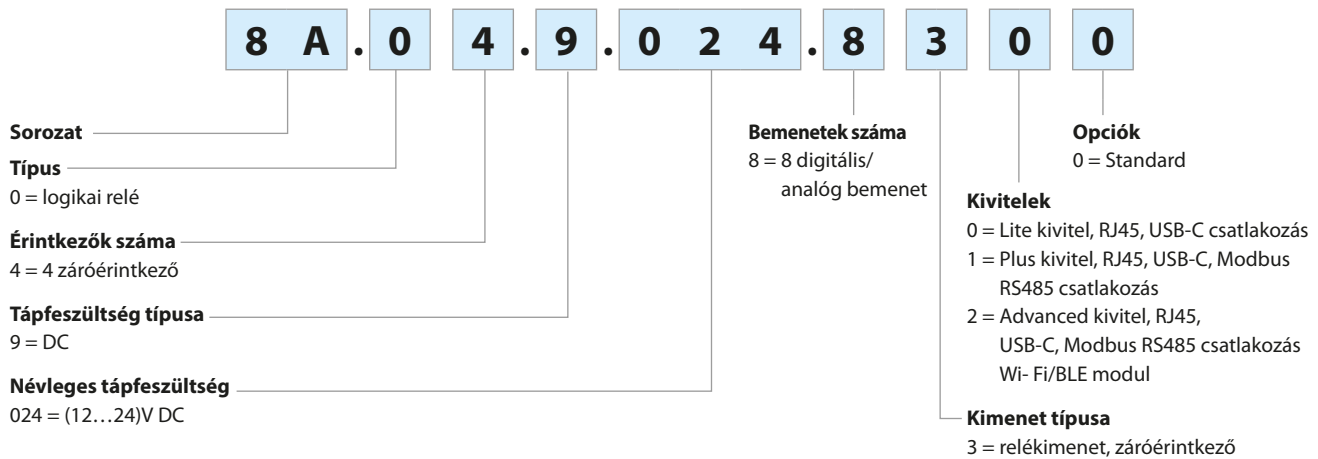 8 A . 0 4 . 9 . 0 2 4 . 8 3 0 0
Sorozat
Típus
0 = logikai relé
Érintkezők száma
4 = 4 záróérintkező
Tápfeszültség típusa
9 = DC
Névleges tápfeszültség
024 = (12…24)V DC
Bemenetek száma
8 = 8 digitális/
analóg bemenet
Opciók
0 = Standard
Kivitelek
0 = Lite kivitel, RJ45, USB-C csatlakozás
1 = Plus kivitel, RJ45, USB-C, Modbus
RS485 csatlakozás
2 = Advanced kivitel, RJ45,
USB-C, Modbus RS485 csatlakozás
Wi- Fi/BLE modul
Kimenet típusa
3 = relékimenet, záróérintkező